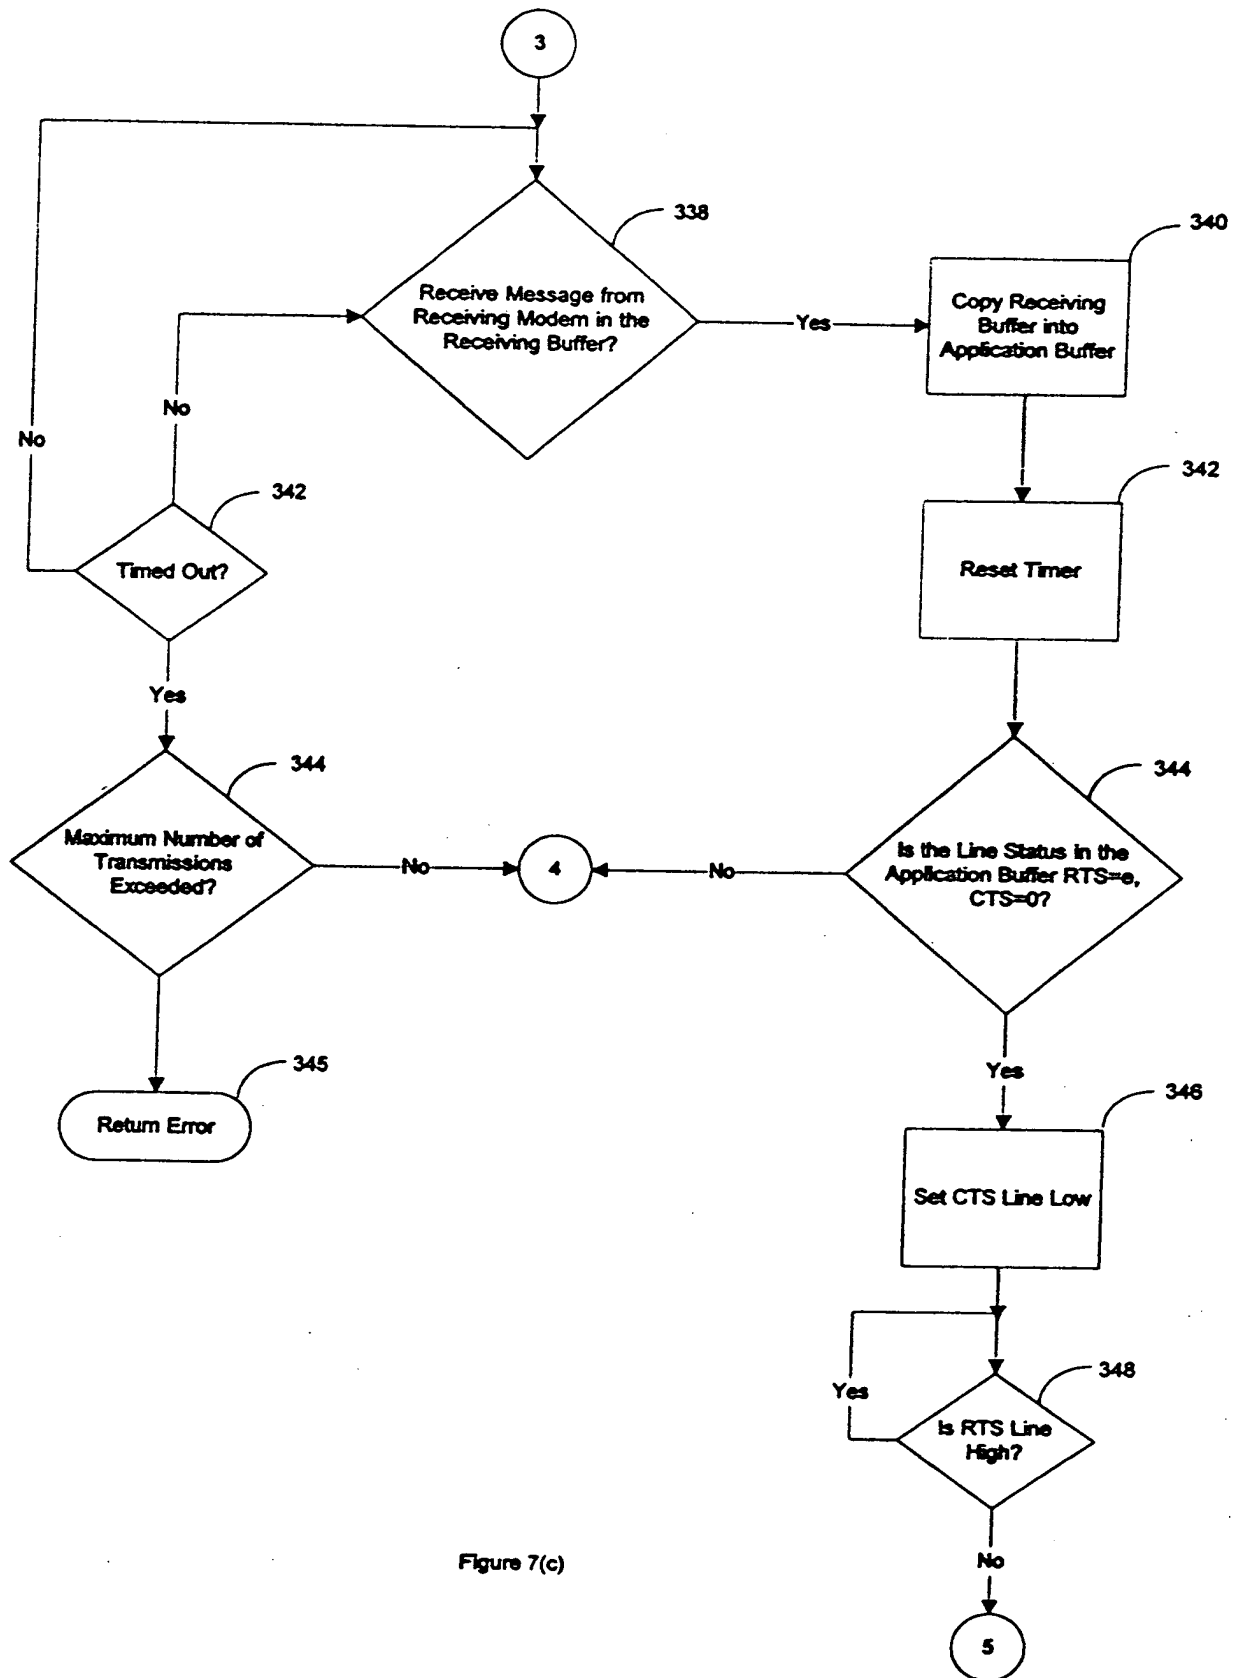 3
338
340
Receive Message from
Receiving Modem in the
Receiving Buffer?
Yes
Copy Receiving
Buffer into
Application Buffer
No
No
342
342
Timed Out?
Reset Timer
Yes
344
344
Maximum Number of
Transmissions
Exceeded?
No
4
No
Is the Line Status in the
Application Buffer RTS=e,
CTS=0?
345
Return Error
Yes
346
Set CTS Line Low
348
Yes
Is RTS Line
High?
No
5
Figure 7(c)